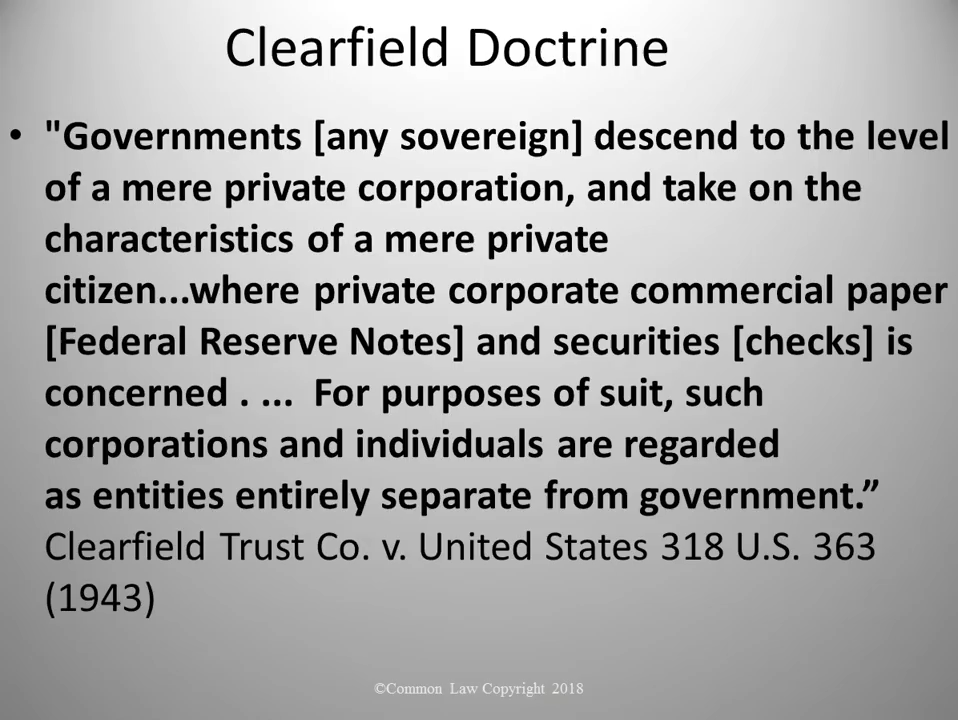 Clearfield Doctrine
• "Governments [any sovereign] descend to the level
of a mere private corporation, and take on the
characteristics of a mere private
citizen...where private corporate commercial paper
[Federal Reserve Notes] and securities [checks] is
concerned . ... For purposes of suit, such
corporations and individuals are regarded
as entities entirely separate from government.”
Clearfield Trust Co. v. United States 318 U.S. 363
(1943)
©Common Law Copyright 2018